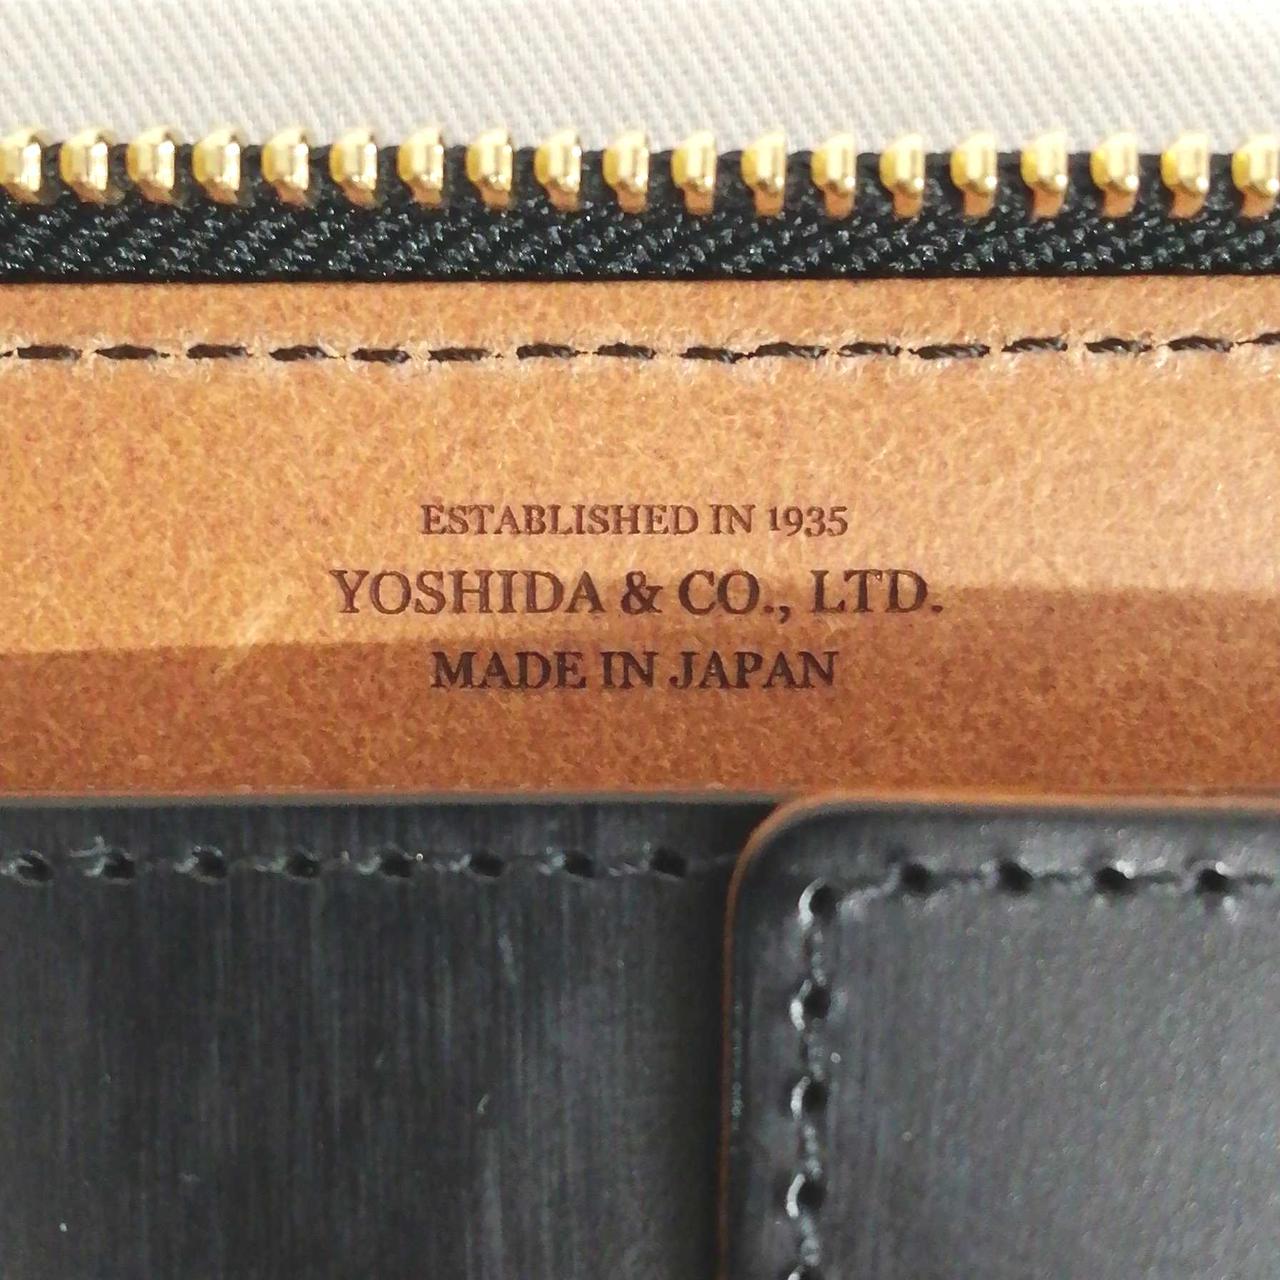 ESTABLISHED IN 1935
YOSHIDA & CO., LTD.
MADE IN JAPAN